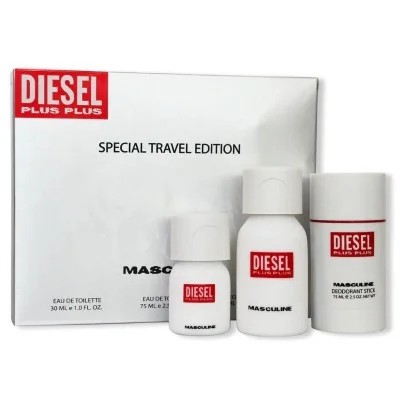 DIESEL
PLUS PLUS
SPECIAL TRAVEL EDITION
MASCULINE
EAU DE TOILETTE
30 ML e 1.0 FL. OZ.
EAU DE
75 ML e 2.5
DIESEL
PLUS PLUS
DIESEL
PLUS PLUS
MASCULINE
DIESEL
PLUS PLUS
MASCULINE
DEODORANT STICK
75 ML e 2.5 OZ. NET WT